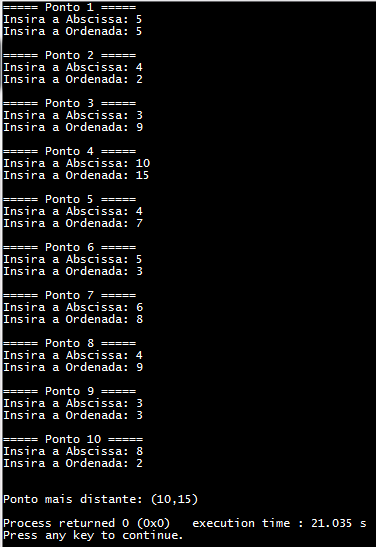 ===== Ponto 1 =====
Insira a Abscissa: 5
Insira a Ordenada: 5
===== Ponto 2 =====
Insira a Abscissa: 4
Insira a Ordenada: 2
===== Ponto 3 =====
Insira a Abscissa: 3
Insira a Ordenada: 9
===== Ponto 4 =====
Insira a Abscissa: 10
Insira a Ordenada: 15
===== Ponto 5 =====
Insira a Abscissa: 4
Insira a Ordenada: 7
===== Ponto 6 =====
Insira a Abscissa: 5
Insira a Ordenada: 3
===== Ponto 7 =====
Insira a Abscissa: 6
Insira a Ordenada: 8
===== Ponto 8 =====
Insira a Abscissa: 4
Insira a Ordenada: 9
===== Ponto 9 =====
Insira a Abscissa: 3
Insira a Ordenada: 3
===== Ponto 10 =====
Insira a Abscissa: 8
Insira a Ordenada: 2
Ponto mais distante: (10,15)
Process returned 0 (0x0)   execution time : 21.035 s
Press any key to continue.